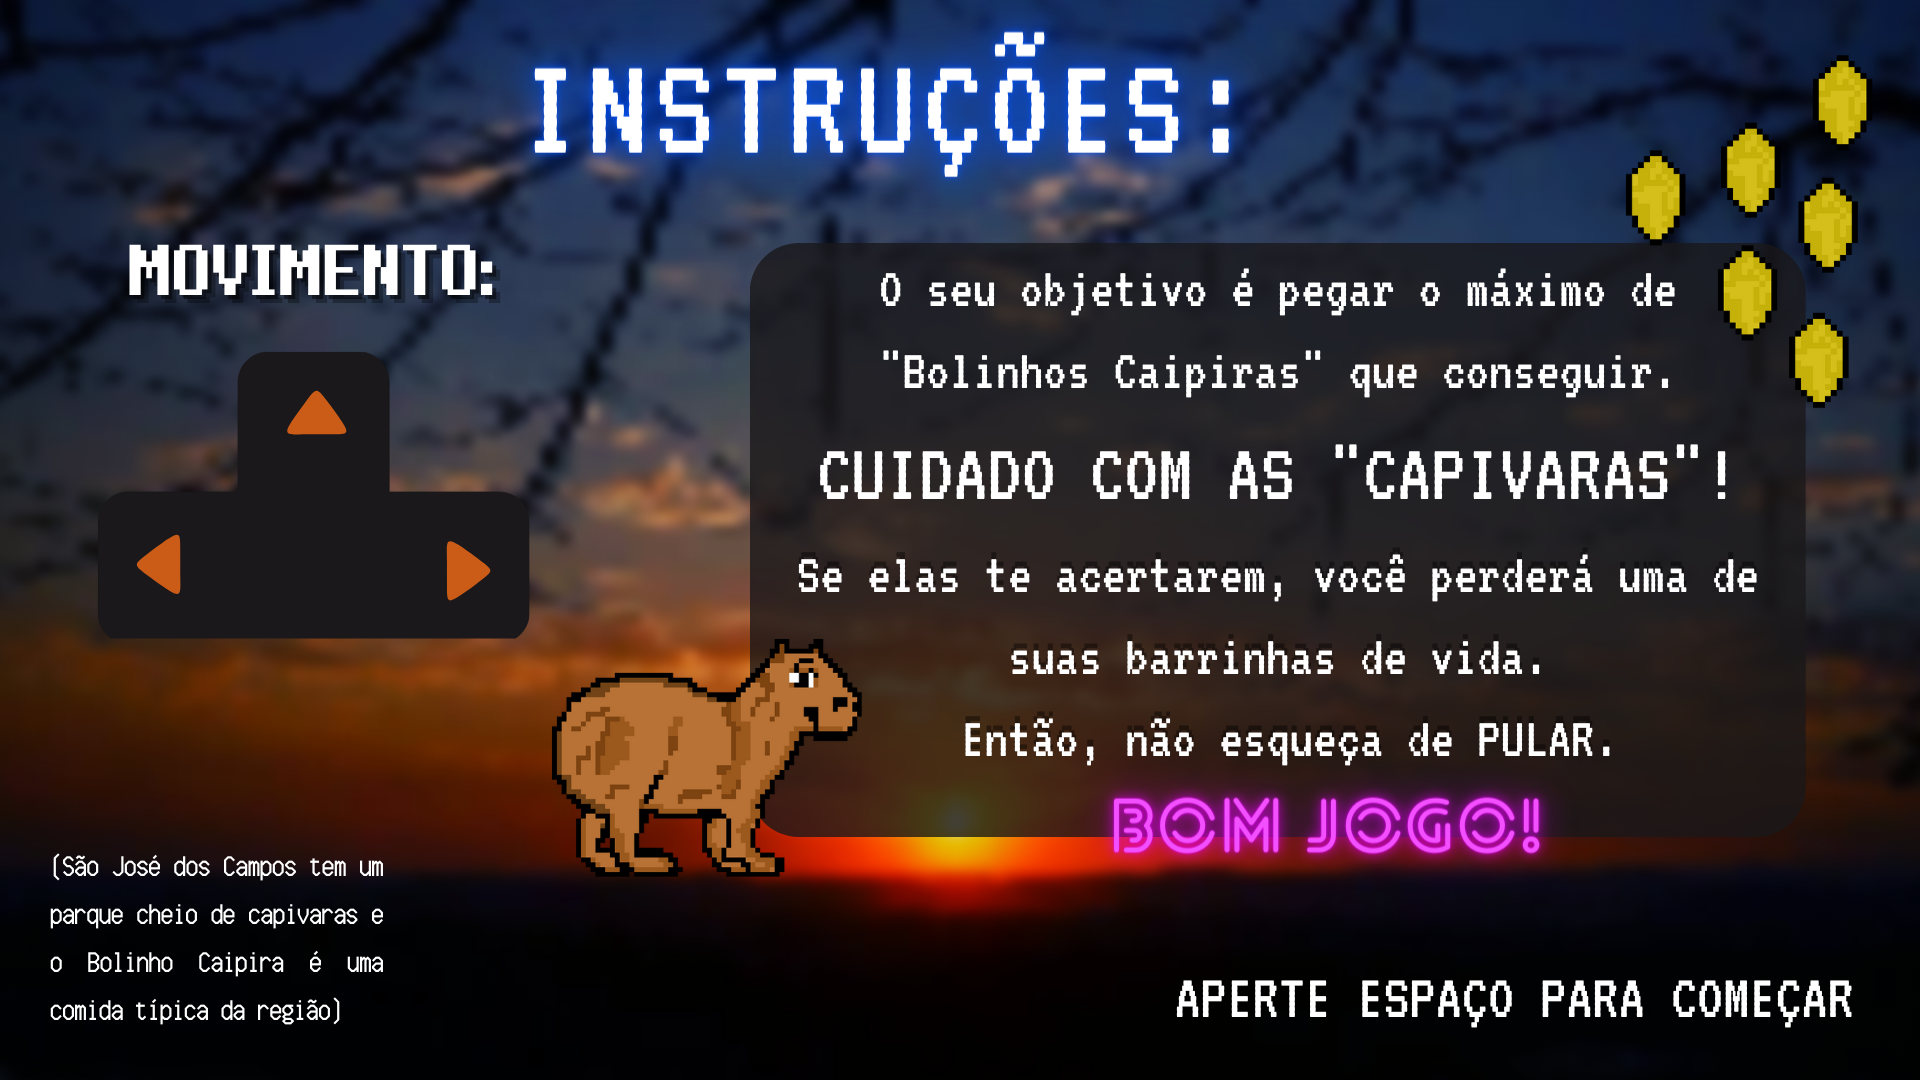 INSTRUÇÕES:
MOVIMENTO:
O seu objetivo é pegar o máximo de
"Bolinhos Caipiras" que conseguir.
CUIDADO COM AS "CAPIVARAS"!
Se elas te acertarem, você perderá uma de
suas barrinhas de vida.
Então, não esqueça de PULAR.
BOM JOGO!
(São José dos Campos tem um
parque cheio de capivaras e
o Bolinho Caipira é uma
comida típica da região)
APERTE ESPAÇO PARA COMEÇAR